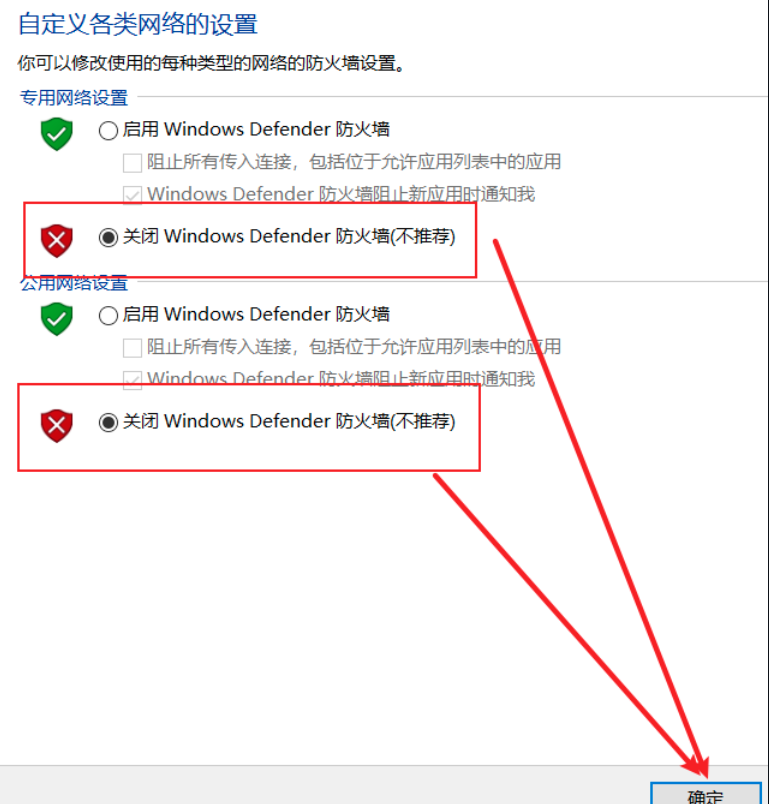 自定义各类网络的设置
你可以修改使用的每种类型的网络的防火墙设置。
专用网络设置
启用 Windows Defender 防火墙
阻止所有传入连接，包括位于允许应用列表中的应用
Windows Defender 防火墙阻止新应用时通知我
关闭 Windows Defender 防火墙(不推荐)
公用网络设置
启用 Windows Defender 防火墙
阻止所有传入连接，包括位于允许应用列表中的应用
Windows Defender 防火墙阻止新应用时通知我
关闭 Windows Defender 防火墙(不推荐)
确定